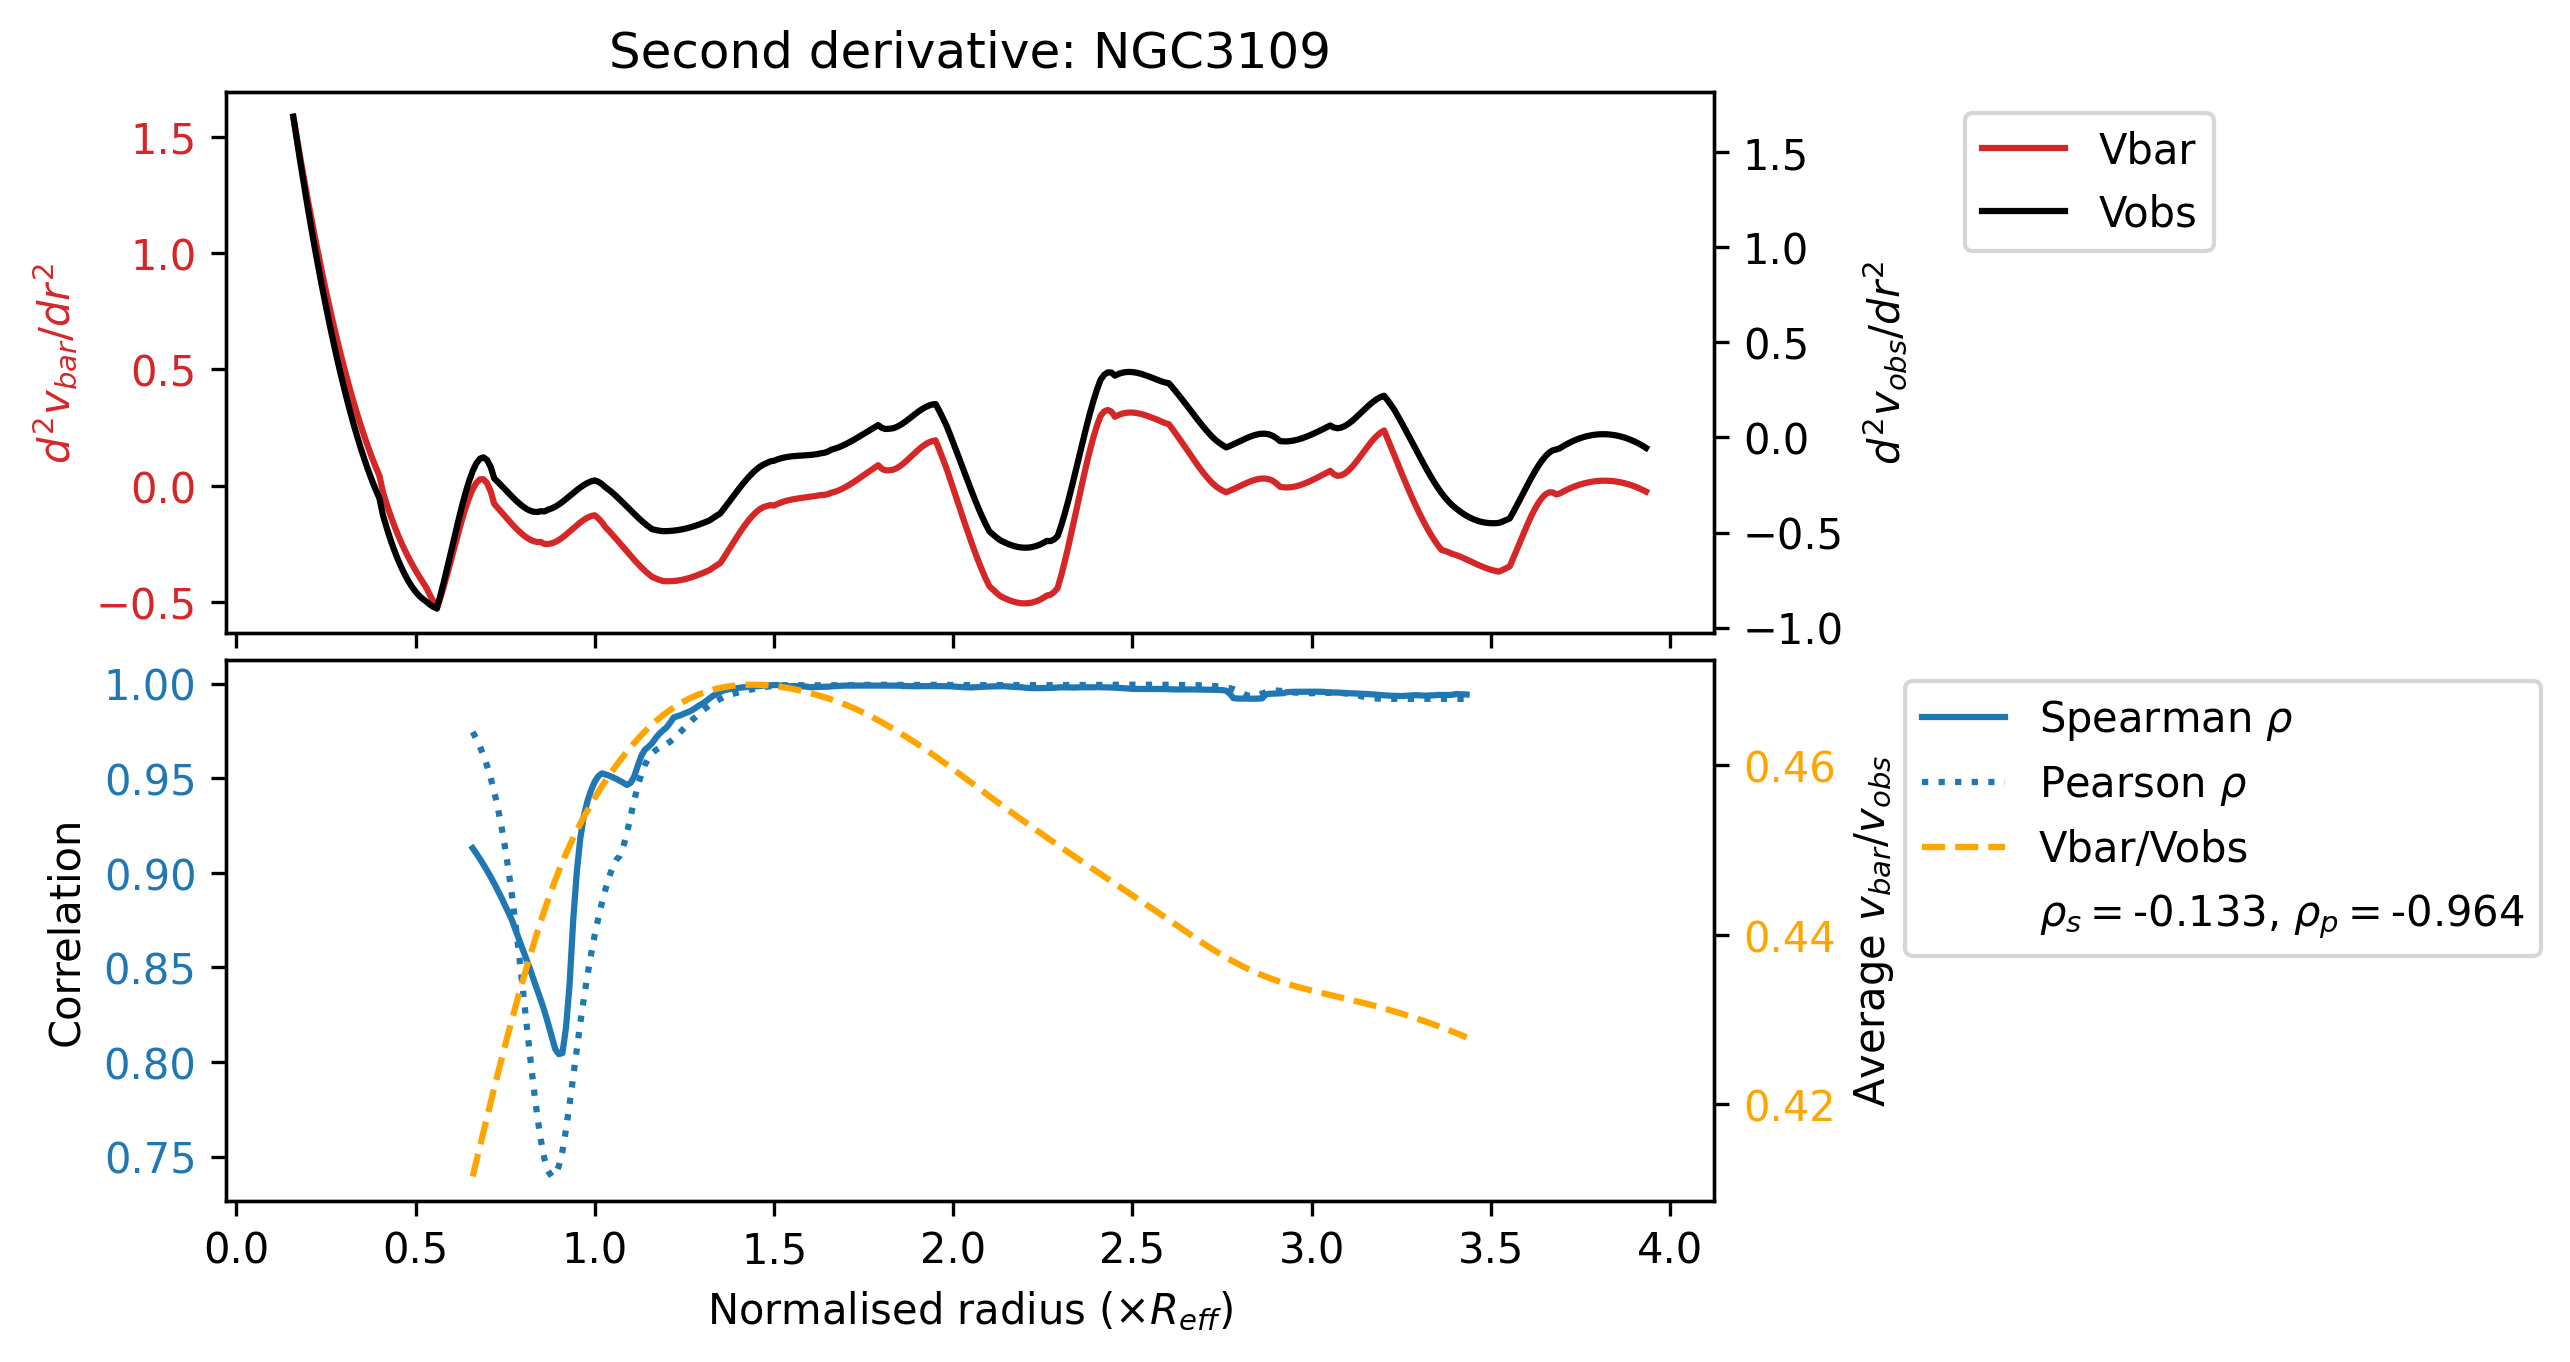 Second derivative: NGC3109
d²v_bar/dr²
1.5
1.0
0.5
0.0
−0.5
1.5
1.0
0.5
0.0
−0.5
−1.0
d²v_obs/dr²
Vbar
Vobs
Correlation
1.00
0.95
0.90
0.85
0.80
0.75
0.46
0.44
0.42
Average v_bar/v_obs
Spearman ρ
Pearson ρ
Vbar/Vobs
ρ_s = -0.133, ρ_p = -0.964
0.0 0.5 1.0 1.5 2.0 2.5 3.0 3.5 4.0
Normalised radius (×R_eff)